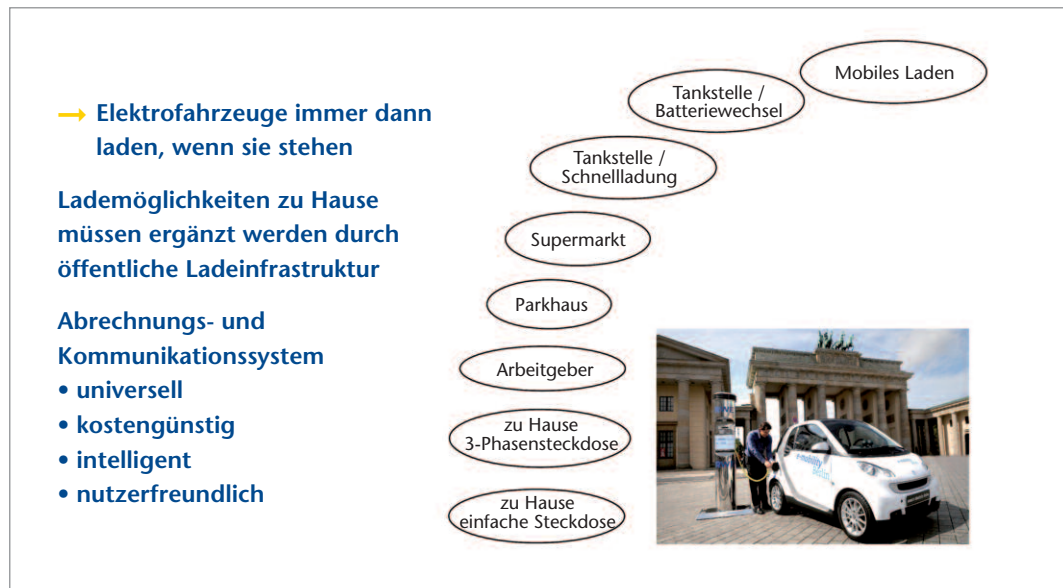 → Elektrofahrzeuge immer dann
laden, wenn sie stehen
Lademöglichkeiten zu Hause
müssen ergänzt werden durch
öffentliche Ladeinfrastruktur
Abrechnungs- und
Kommunikationssystem
• universell
• kostengünstig
• intelligent
• nutzerfreundlich
Mobiles Laden
Tankstelle /
Batteriewechsel
Tankstelle /
Schnellladung
Supermarkt
Parkhaus
Arbeitgeber
zu Hause
3-Phasensteckdose
zu Hause
einfache Steckdose
e-mobility
Berlin